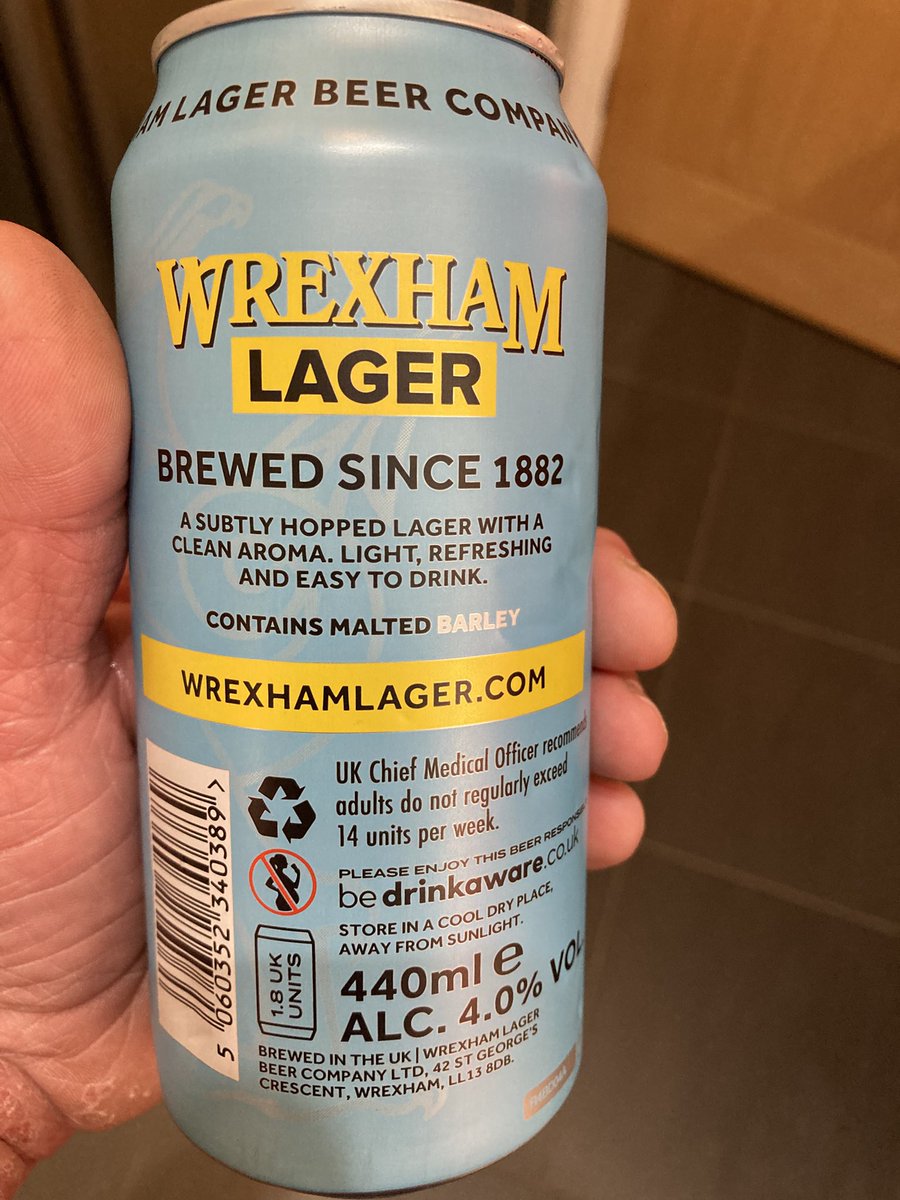 LAGER BEER COMPAN
WREXHAM
LAGER
BREWED SINCE 1882
A SUBTLY HOPPED LAGER WITH A
CLEAN AROMA. LIGHT, REFRESHING
AND EASY TO DRINK.
CONTAINS MALTED BARLEY
WREXHAMLAGER.COM
UK Chief Medical Officer recommends
adults do not regularly exceed
14 units per week.
PLEASE ENJOY THIS BEER RESPONSI
bedrinkaware.co.uk
STORE IN A COOL DRY PLACE,
AWAY FROM SUNLIGHT.
1.8 UK
UNITS
440ml e
ALC. 4.0% VOL.
BREWED IN THE UK | WREXHAM LAGER
BEER COMPANY LTD, 42 ST GEORGE'S
CRESCENT, WREXHAM, LL13 8DB.
5 060352 340389 >